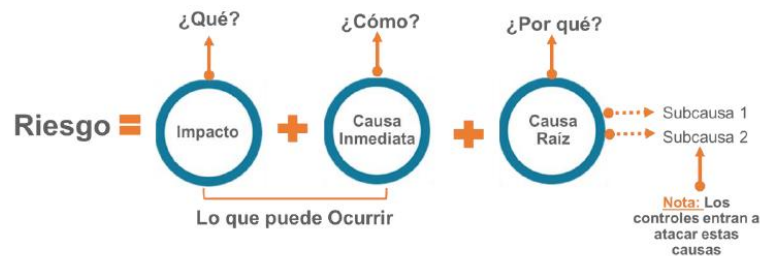 ¿Qué?
¿Cómo?
¿Por qué?
Riesgo = Impacto + Causa Inmediata + Causa Raíz
Subcausa 1
Subcausa 2
Lo que puede Ocurrir
Nota: Los
controles entran a
atacar estas
causas